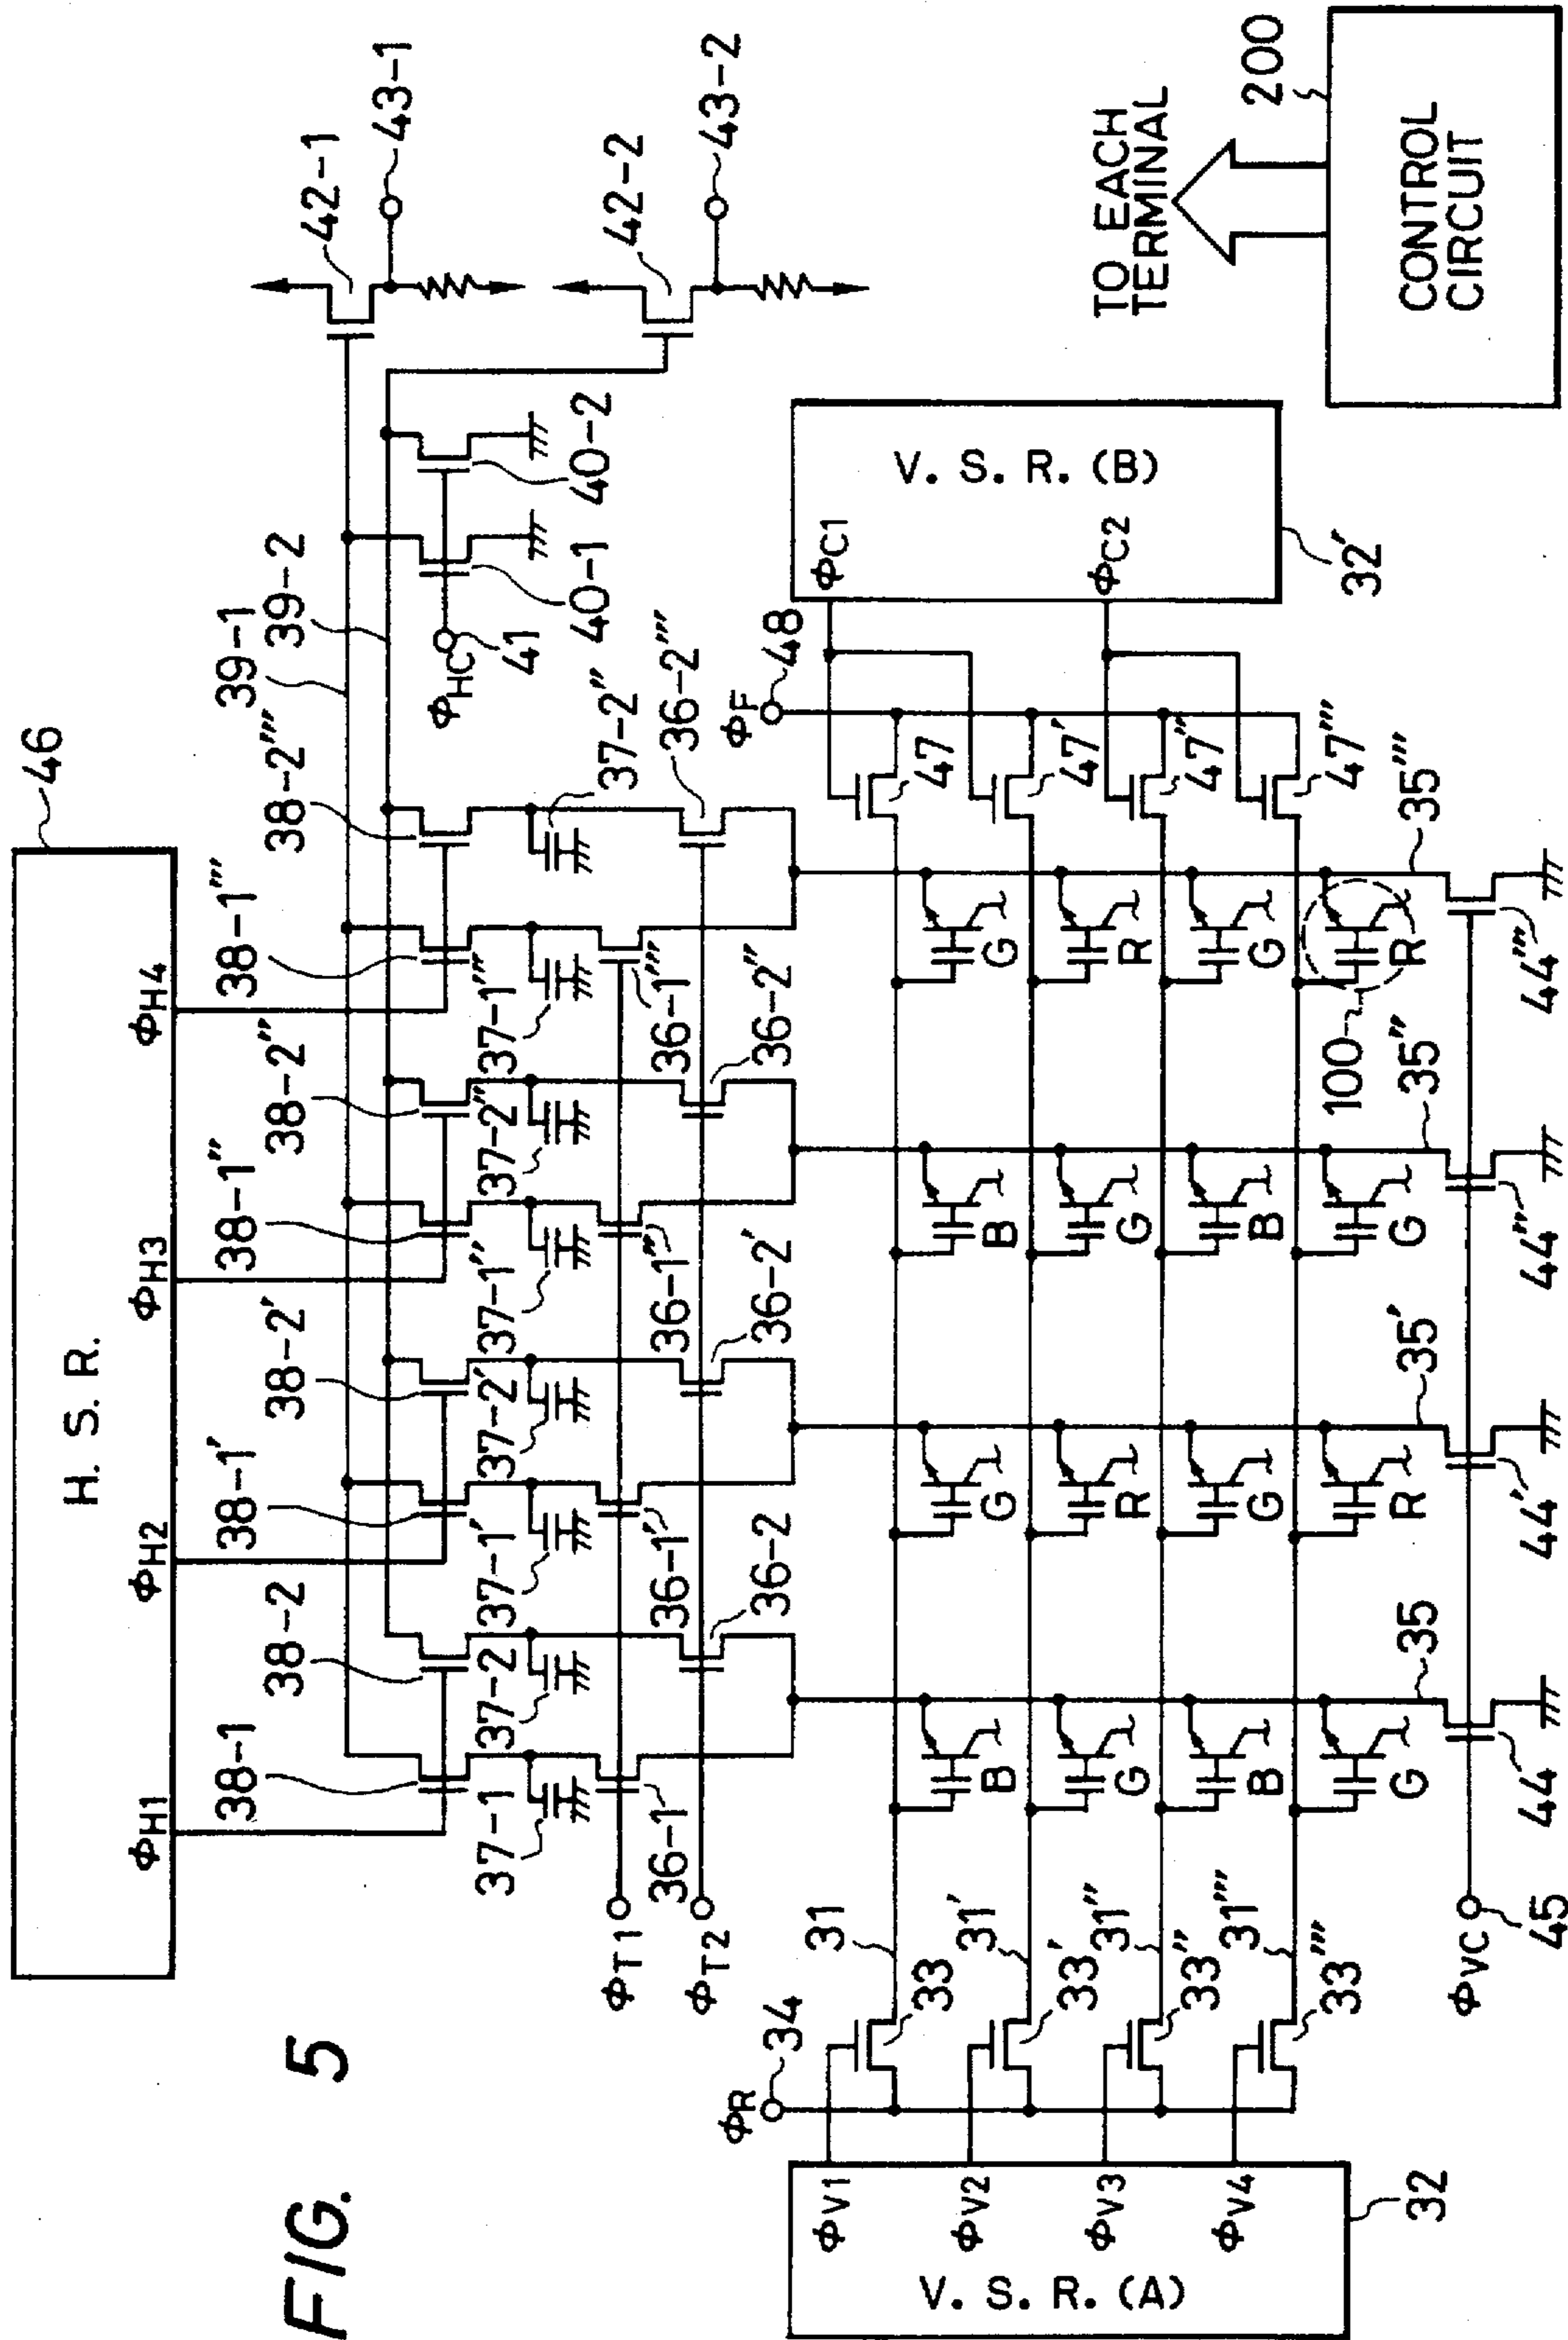 FIG. 5
H. S. R.
46
ΦH1
ΦH2
ΦH3
ΦH4
38-1
38-2
38-1'
38-2'
38-1''
38-2''
38-1'''
38-2'''
39-1
39-2
42-1
43-1
42-2
43-2
37-1
37-2
37-1'
37-2'
37-1''
37-2''
37-1'''
37-2''
ΦHC
41
40-1
40-2
ΦT1
ΦT2
36-1
36-2
36-1'
36-2'
36-1''
36-2''
36-1'''
36-2'''
ΦR
34
ΦF
48
V. S. R. (A)
32
ΦV1
ΦV2
ΦV3
ΦV4
33
33'
33''
33'''
31
31'
31''
31'''
B
G
B
G
G
R
G
R
B
G
B
G
G
R
G
R
100
47
47'
47''
47'''
ΦC1
ΦC2
V. S. R. (B)
32'
35
35'
35''
35'''
ΦVC
45
44
44'
44''
44'''
TO EACH
TERMINAL
200
CONTROL
CIRCUIT